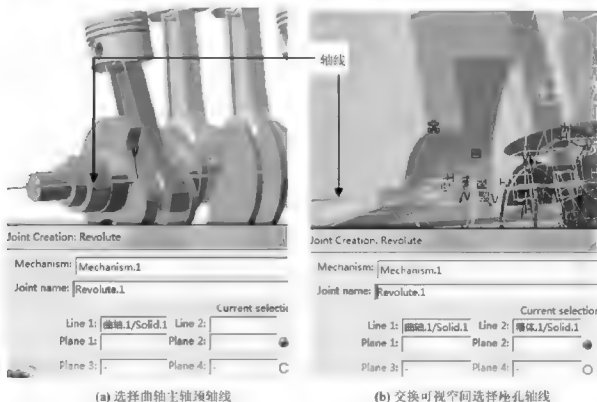 轴线
Joint Creation: Revolute
Mechanism: Mechanism.1
Joint name: Revolute.1
Current selectio
Line 1: 曲轴.1/Solid.1 Line 2:
Plane 1: Plane 2:
Plane 3: - Plane 4: -
(a) 选择曲轴主轴颈轴线
Joint Creation: Revolute
Mechanism: Mechanism.1
Joint name: Revolute.1
Current selection
Line 1: 曲轴.1/Solid.1 Line 2: 缸体.1/Solid.1
Plane 1: Plane 2:
Plane 3: - Plane 4: -
(b) 交换可视空间选择座孔轴线